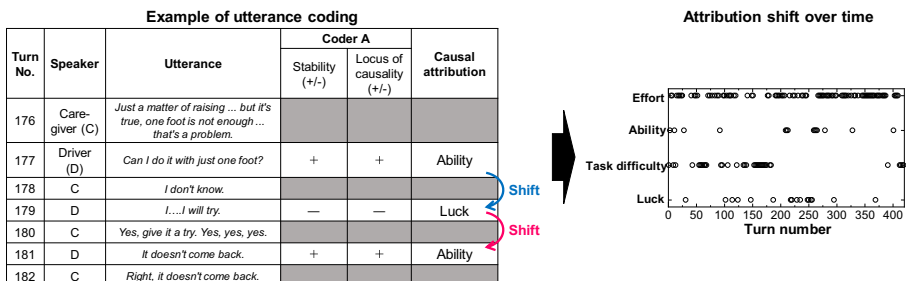 Example of utterance coding
Attribution shift over time
Turn No.
Speaker
Utterance
Coder A
Stability (+/-)
Locus of causality (+/-)
Causal attribution
176
Care-giver (C)
Just a matter of raising ... but it's
true, one foot is not enough ...
that's a problem.
177
Driver (D)
Can I do it with just one foot?
+
+
Ability
178
C
I don't know.
179
D
I....I will try.
—
—
Luck
180
C
Yes, give it a try. Yes, yes, yes.
181
D
It doesn't come back.
+
+
Ability
182
C
Right, it doesn't come back.
Shift
Shift
Effort
Ability
Task difficulty
Luck
0 50 100 150 200 250 300 350 400
Turn number